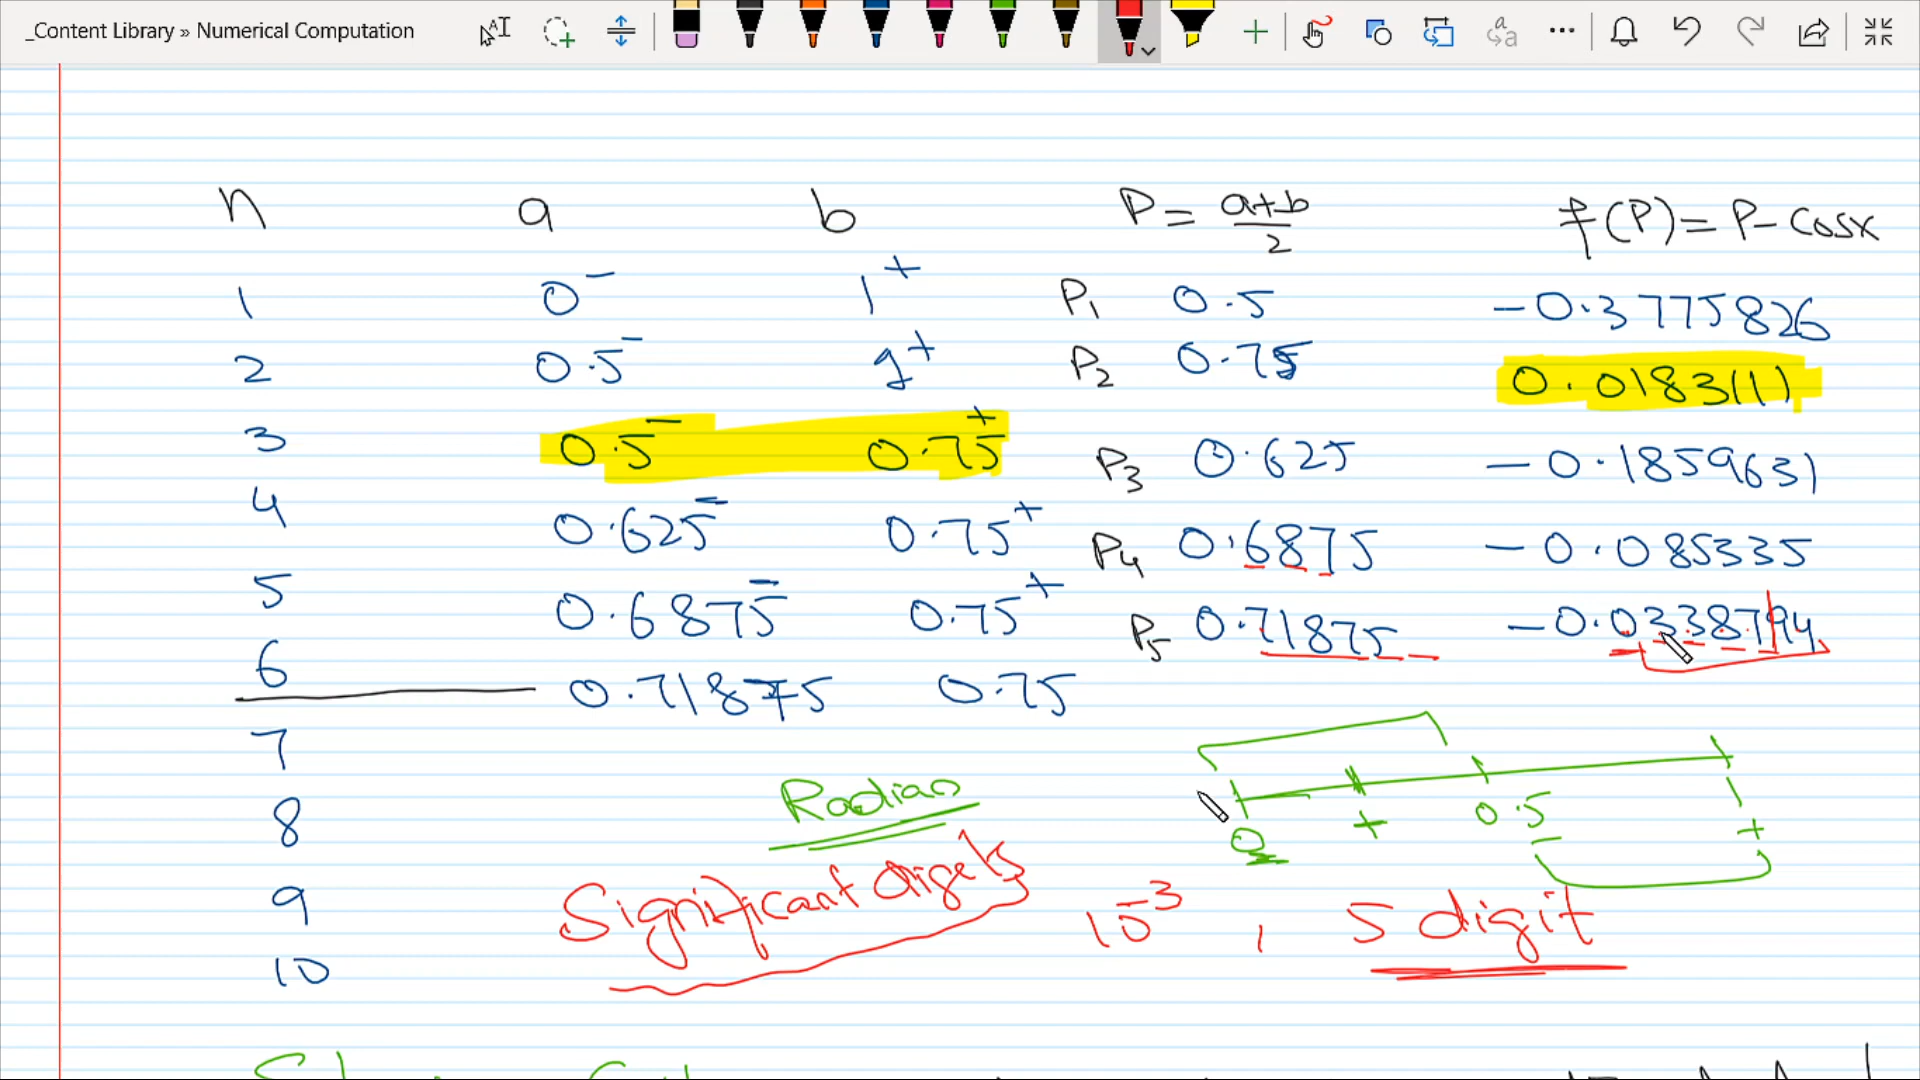 _Content Library » Numerical Computation
n a b P = a+b/2 f(P) = P - Cosx
1 0⁻ 1⁺ P₁ 0.5 -0.3775826
2 0.5⁻ 1⁺ P₂ 0.75 0.0183111
3 0.5⁻ 0.75⁺ P₃ 0.625 -0.1859631
4 0.625⁻ 0.75⁺ P₄ 0.6875 -0.085335
5 0.6875⁻ 0.75⁺ P₅ 0.71875 -0.0338794
6 0.71875 0.75
7
Radian
0 + 0.5 - +
8
Significant digets
9 10⁻³ , 5 digit
10